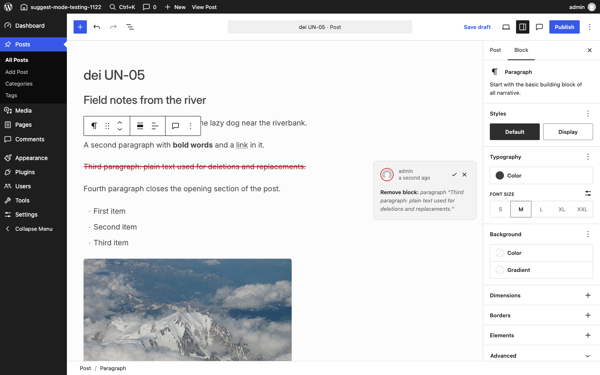 suggest-mode-testing-1122 Ctrl+K 0 New View Post admin
Dashboard
Posts
All Posts
Add Post
Categories
Tags
Media
Pages
Comments
Appearance
Plugins
Users
Tools
Settings
Collapse Menu
dei UN-05 · Post
Save draft
Publish
dei UN-05
Field notes from the river
he lazy dog near the riverbank.
A second paragraph with bold words and a link in it.
Third paragraph: plain text used for deletions and replacements.
Fourth paragraph closes the opening section of the post.
First item
Second item
Third item
admin
a second ago
Remove block: paragraph “Third
paragraph: plain text used for
deletions and replacements.”
Post Block
Paragraph
Start with the basic building block of
all narrative.
Styles
Default Display
Typography
Color
FONT SIZE
S M L XL XXL
Background
Color
Gradient
Dimensions
Borders
Elements
Advanced
Post / Paragraph